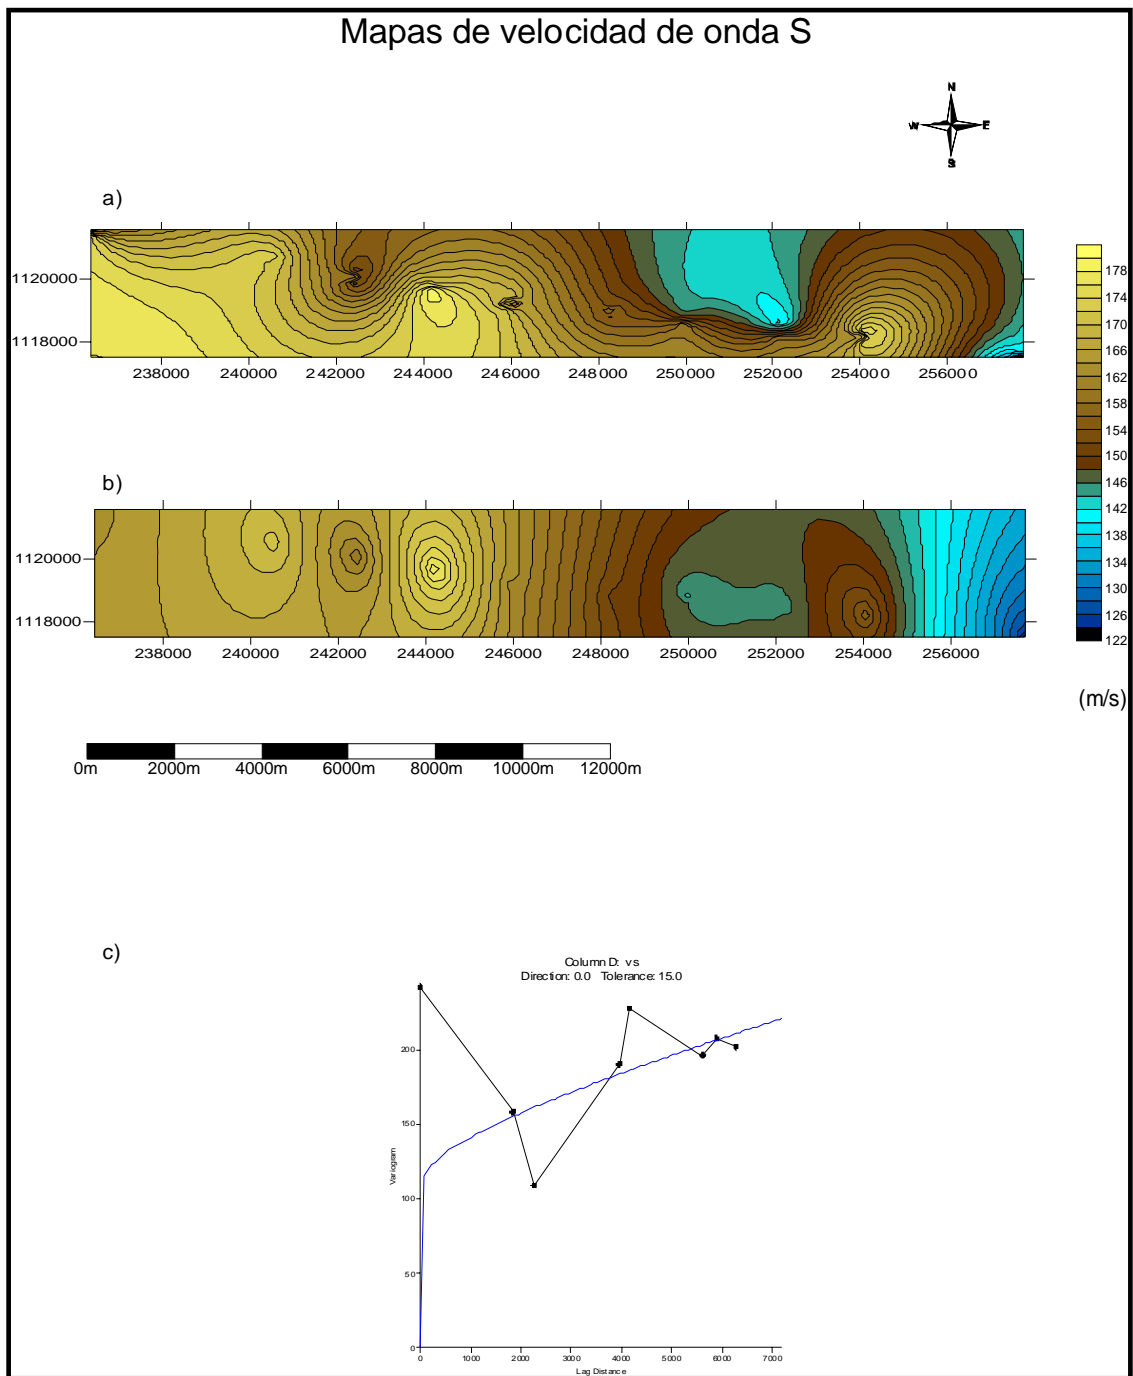 Mapas de velocidad de onda S
N
W E
S
a)
1120000
1118000
238000 240000 242000 244000 246000 248000 250000 252000 254000 256000
178
174
170
166
162
158
154
150
146
142
138
134
130
126
122
(m/s)
b)
1120000
1118000
238000 240000 242000 244000 246000 248000 250000 252000 254000 256000
0m 2000m 4000m 6000m 8000m 10000m 12000m
c)
Column D: vs
Direction: 0.0 Tolerance: 15.0
Variogram
200
150
100
50
0
0 1000 2000 3000 4000 5000 6000 7000
Lag Distance